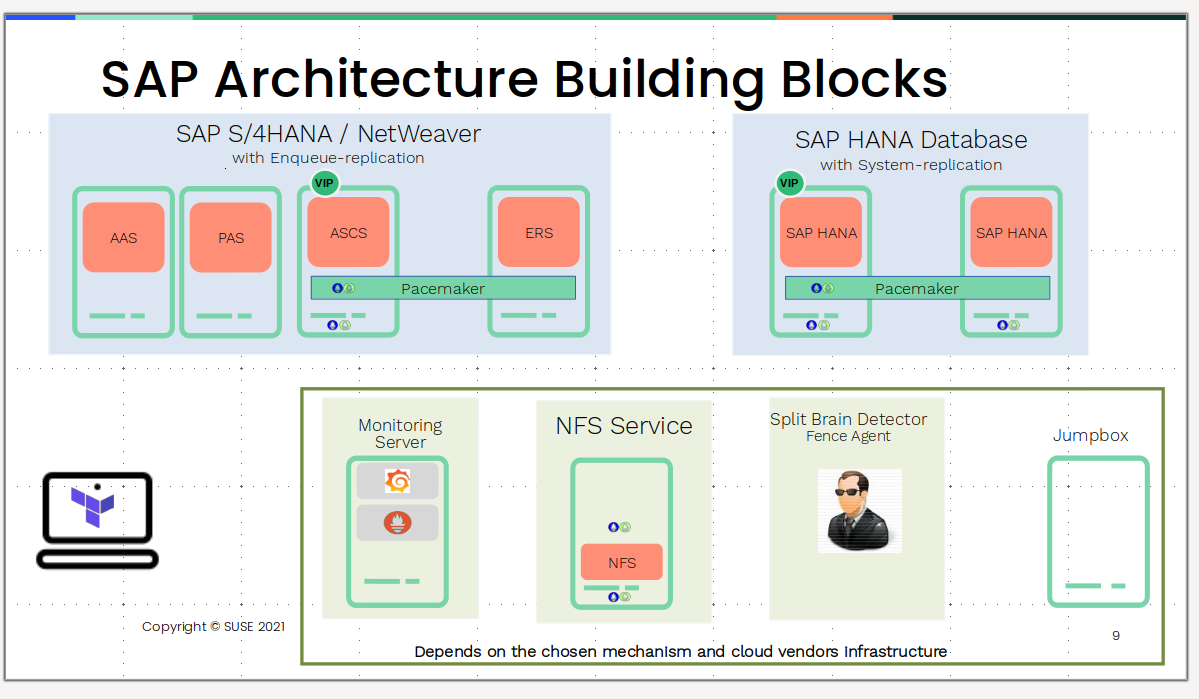 SAP Architecture Building Blocks
SAP S/4HANA / NetWeaver
with Enqueue-replication
AAS
PAS
VIP
ASCS
ERS
Pacemaker
SAP HANA Database
with System-replication
VIP
SAP HANA
SAP HANA
Pacemaker
Monitoring
Server
NFS Service
NFS
Split Brain Detector
Fence Agent
Jumpbox
Copyright © SUSE 2021
Depends on the chosen mechanism and cloud vendors Infrastructure
9